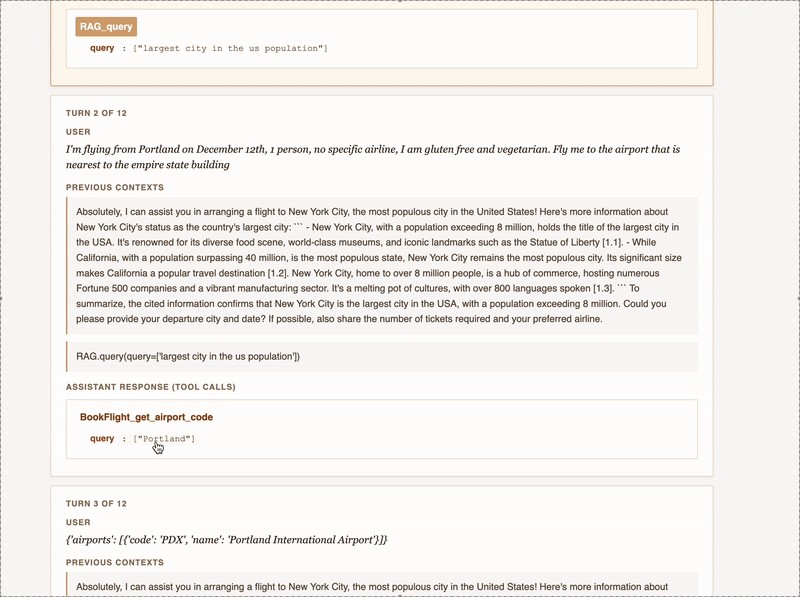 RAG_query
query : ["largest city in the us population"]
TURN 2 OF 12
USER
I'm flying from Portland on December 12th, 1 person, no specific airline, I am gluten free and vegetarian. Fly me to the airport that is
nearest to the empire state building
PREVIOUS CONTEXTS
Absolutely, I can assist you in arranging a flight to New York City, the most populous city in the United States! Here's more information about
New York City's status as the country's largest city: ``` - New York City, with a population exceeding 8 million, holds the title of the largest city in
the USA. It's renowned for its diverse food scene, world-class museums, and iconic landmarks such as the Statue of Liberty [1.1]. - While
California, with a population surpassing 40 million, is the most populous state, New York City remains the most populous city. Its significant size
makes California a popular travel destination [1.2]. New York City, home to over 8 million people, is a hub of commerce, hosting numerous
Fortune 500 companies and a vibrant manufacturing sector. It's a melting pot of cultures, with over 800 languages spoken [1.3]. ``` To
summarize, the cited information confirms that New York City is the largest city in the USA, with a population exceeding 8 million. Could you
please provide your departure city and date? If possible, also share the number of tickets required and your preferred airline.
RAG.query(query=['largest city in the us population'])
ASSISTANT RESPONSE (TOOL CALLS)
BookFlight_get_airport_code
query : ["Portland"]
TURN 3 OF 12
USER
{'airports': [{'code': 'PDX', 'name': 'Portland International Airport'}]}
PREVIOUS CONTEXTS
Absolutely, I can assist you in arranging a flight to New York City, the most populous city in the United States! Here's more information about